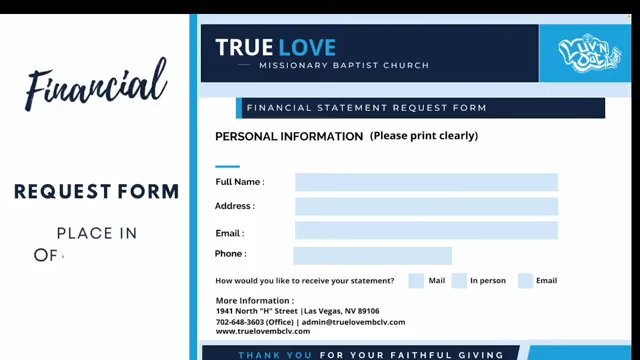 Financial
REQUEST FORM
PLACE IN
OF
TRUE LOVE
MISSIONARY BAPTIST CHURCH
LUV'N
OUT
FINANCIAL STATEMENT REQUEST FORM
PERSONAL INFORMATION (Please print clearly)
Full Name :
Address :
Email :
Phone :
How would you like to receive your statement? Mail In person Email
More Information :
1941 North "H" Street |Las Vegas, NV 89106
702-648-3603 (Office) | admin@truelovembclv.com
www.truelovembclv.com
THANK YOU FOR YOUR FAITHFUL GIVING